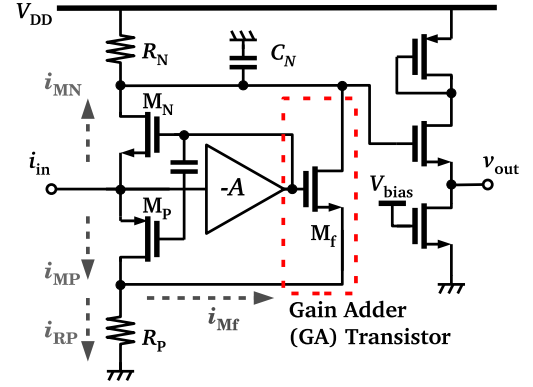 VDD
RN
CN
iMN
MN
iin
-A
vout
Vbias
MP
Mf
iMP
iMf
Gain Adder
(GA) Transistor
iRP
RP